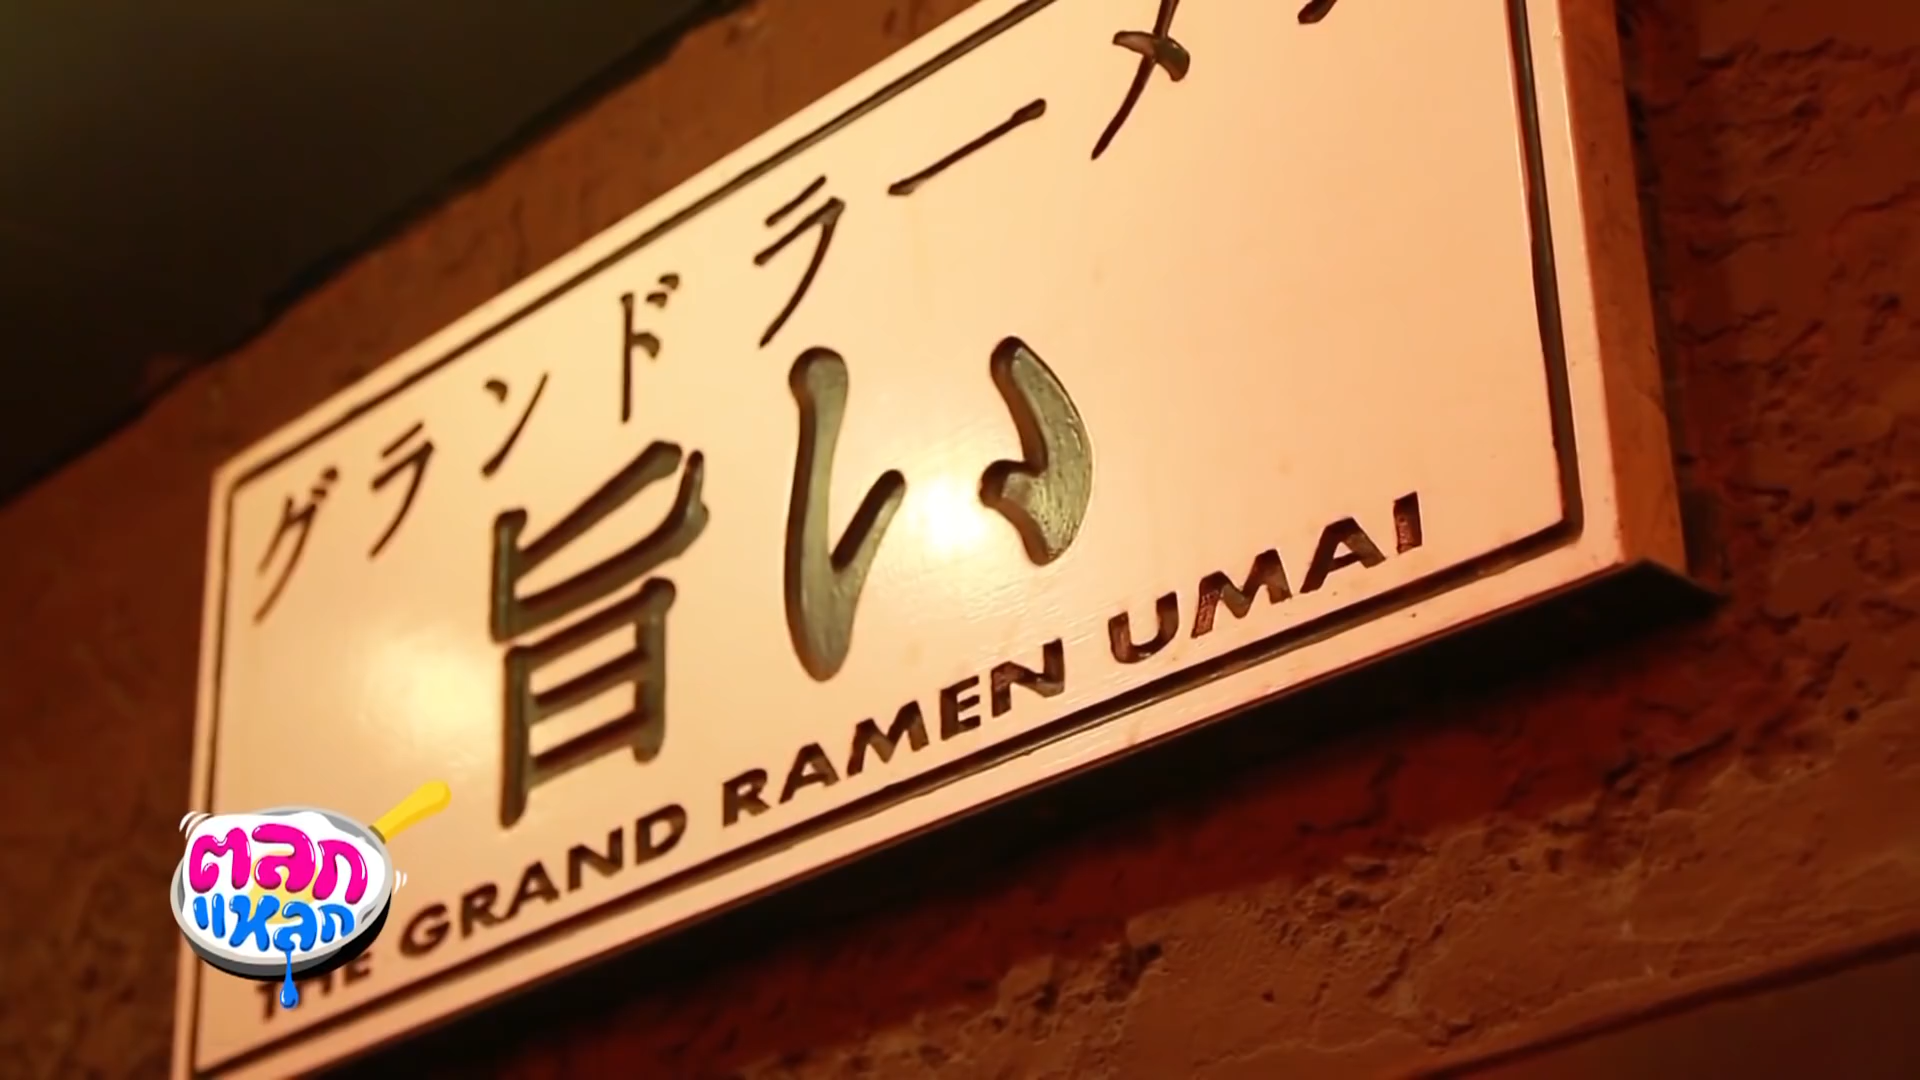 グランドラーメ
旨い
THE GRAND RAMEN UMAI
ตลก
แหลก